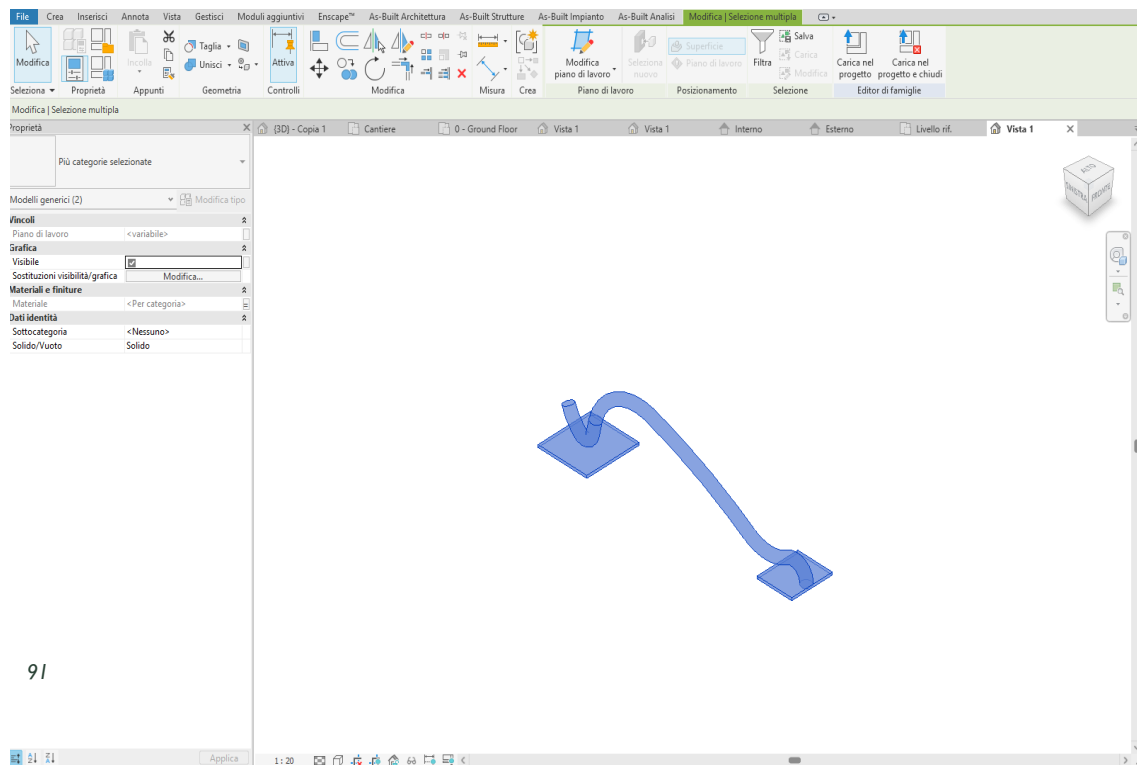 File Crea Inserisci Annota Vista Gestisci Moduli aggiuntivi Enscape™ As-Built Architettura As-Built Strutture As-Built Impianto As-Built Analisi Modifica | Selezione multipla
Modifica
Incolla
Taglia
Unisci
Attiva
Modifica
piano di lavoro
Seleziona
nuovo
Superficie
Piano di lavoro
Filtra
Salva
Carica
Modifica
Carica nel
progetto
Carica nel
progetto e chiudi
Seleziona Proprietà Appunti Geometria Controlli Modifica Misura Crea Piano di lavoro Posizionamento Selezione Editor di famiglie
Modifica | Selezione multipla
Proprietà
{3D} - Copia 1 Cantiere 0 - Ground Floor Vista 1 Vista 1 Interno Esterno Livello rif. Vista 1
Più categorie selezionate
Modelli generici (2) Modifica tipo
Vincoli
Piano di lavoro <variabile>
Grafica
Visibile
Sostituzioni visibilità/grafica Modifica...
Materiali e finiture
Materiale <Per categoria>
Dati identità
Sottocategoria <Nessuno>
Solido/Vuoto Solido
ALTO
SINISTRA FRONTE
91
Applica
1 : 20